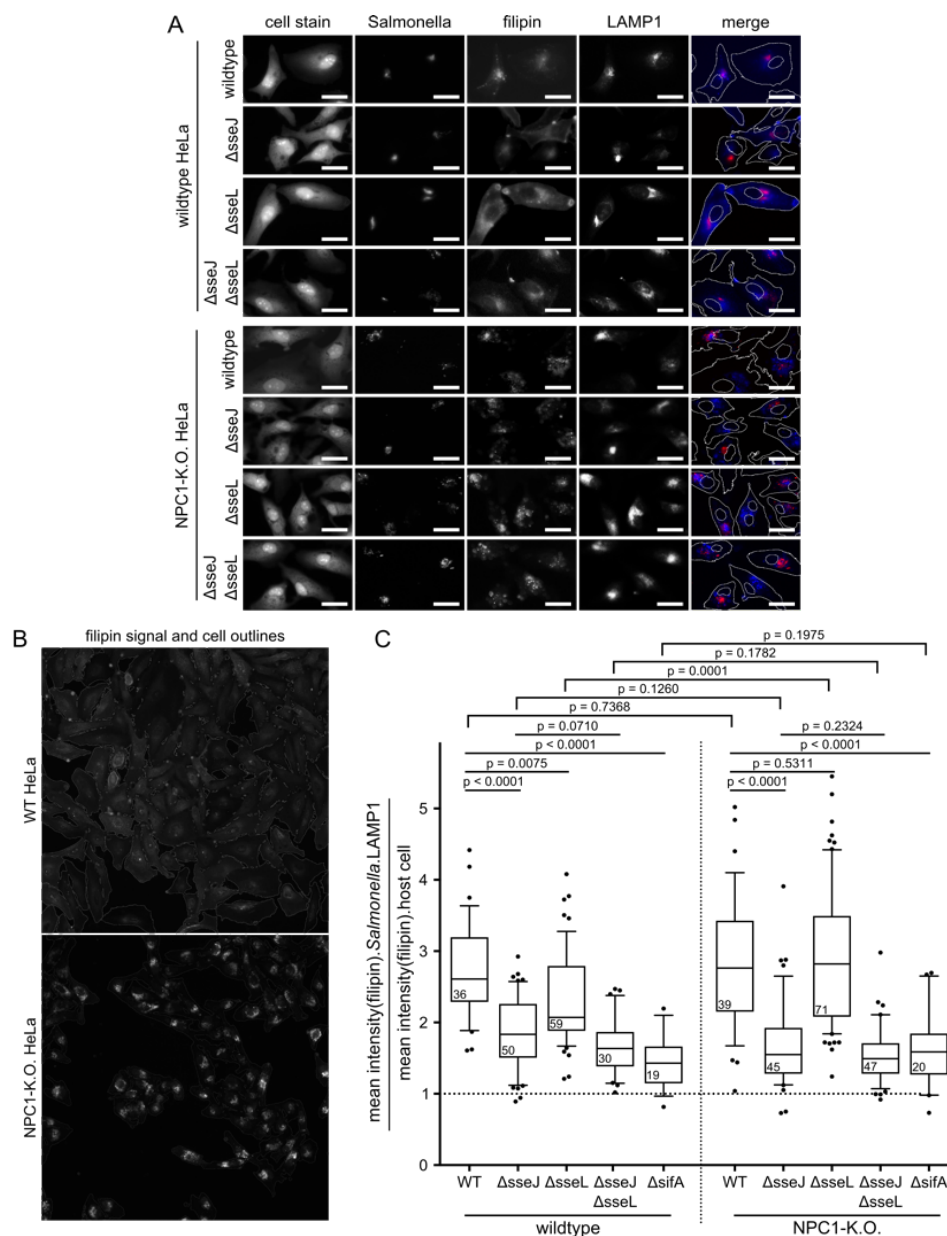 A
cell stain Salmonella filipin LAMP1 merge
wildtype HeLa
wildtype
ΔsseJ
ΔsseL
ΔsseJ
ΔsseL
NPC1-K.O. HeLa
wildtype
ΔsseJ
ΔsseL
ΔsseJ
ΔsseL
B
filipin signal and cell outlines
WT HeLa
NPC1-K.O. HeLa
C
p = 0.1975
p = 0.1782
p = 0.0001
p = 0.1260
p = 0.7368
p = 0.0710 p = 0.2324
p < 0.0001 p < 0.0001
p = 0.0075 p = 0.5311
p < 0.0001 p < 0.0001
mean intensity(filipin).Salmonella.LAMP1
mean intensity(filipin).host cell
5
4
3
2
1
0
36 50 59 30 19 39 45 71 47 20
WT ΔsseJ ΔsseL ΔsseJ ΔsifA WT ΔsseJ ΔsseL ΔsseJ ΔsifA
ΔsseL ΔsseL
wildtype NPC1-K.O.